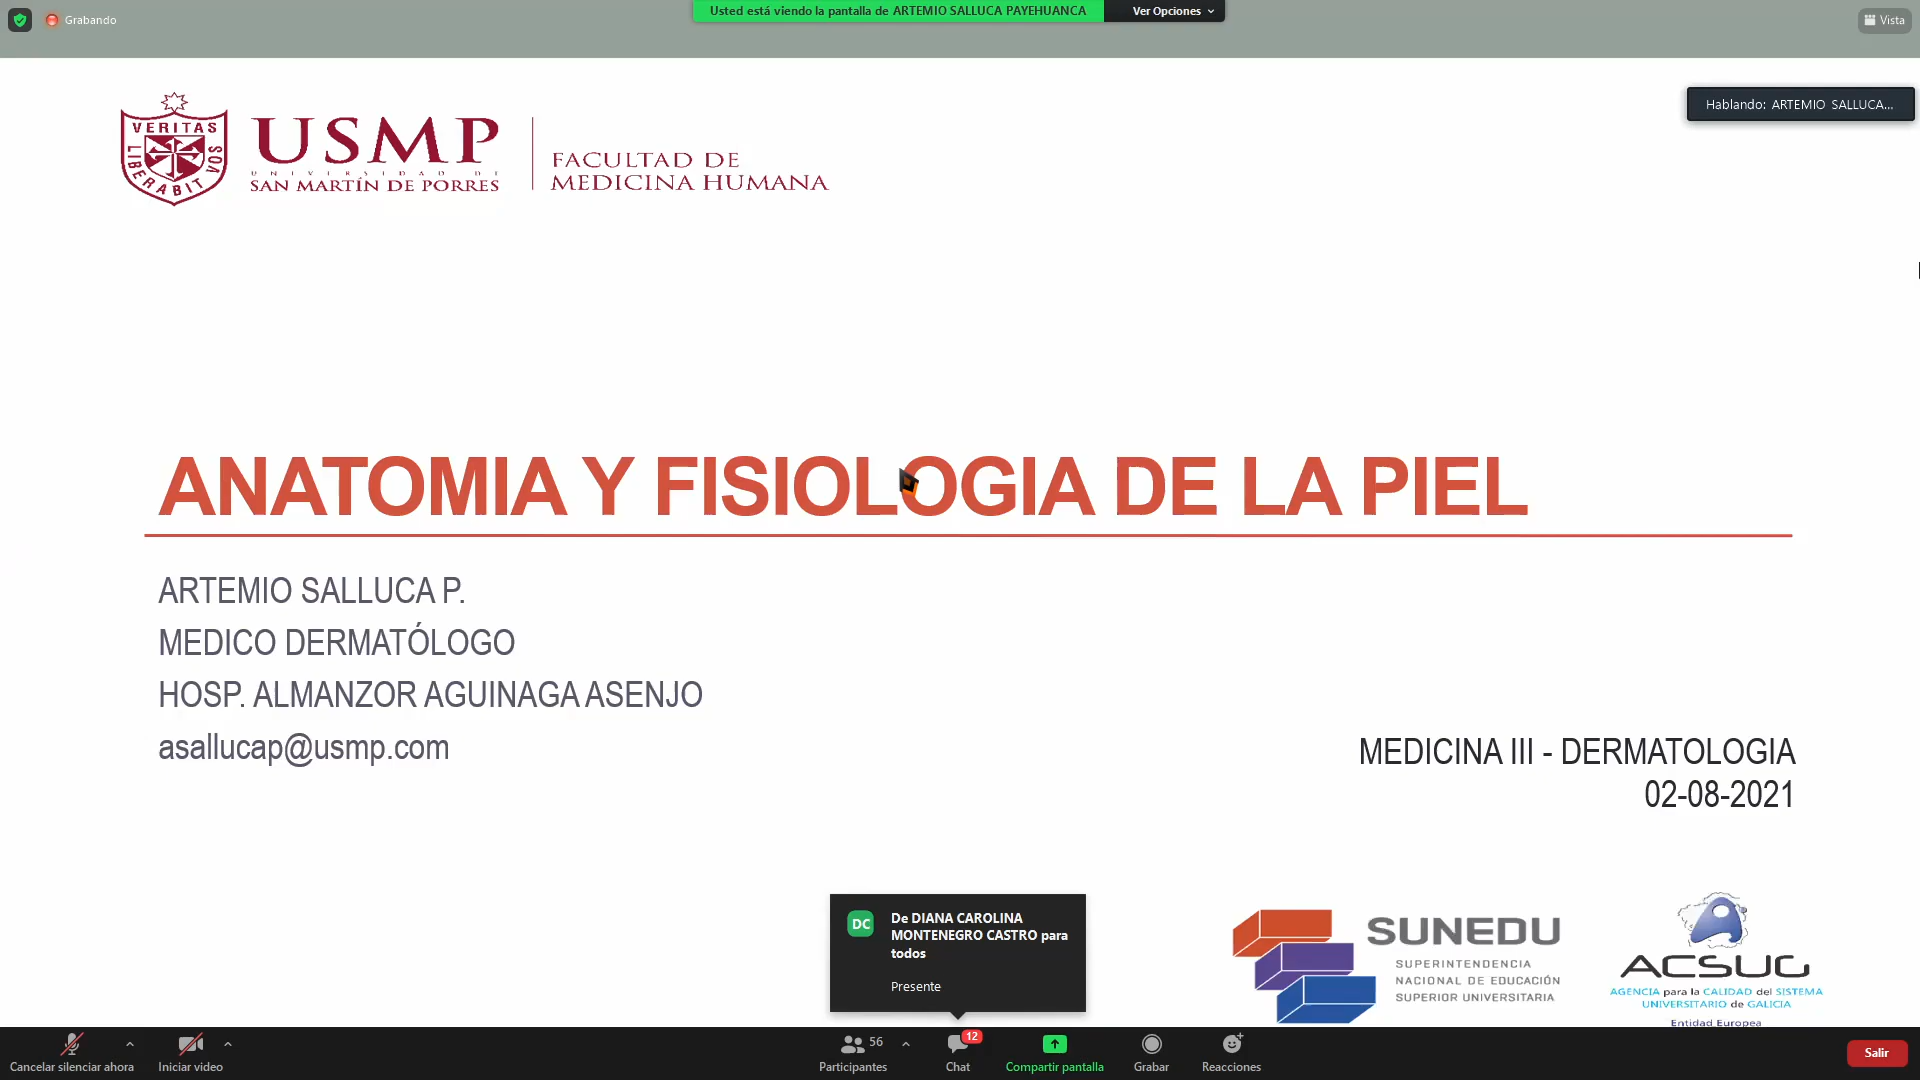 Grabando
Usted está viendo la pantalla de ARTEMIO SALLUCA PAYEHUANCA
Ver Opciones
Vista
Hablando: ARTEMIO SALLUCA...
VERITAS
LIBERABIT
VOS
USMP
UNIVERSIDAD DE
SAN MARTÍN DE PORRES
FACULTAD DE
MEDICINA HUMANA
ANATOMIA Y FISIOLOGIA DE LA PIEL
ARTEMIO SALLUCA P.
MEDICO DERMATÓLOGO
HOSP. ALMANZOR AGUINAGA ASENJO
asallucap@usmp.com
MEDICINA III - DERMATOLOGIA
02-08-2021
DC
De DIANA CAROLINA
MONTENEGRO CASTRO para
todos
Presente
SUNEDU
SUPERINTENDENCIA
NACIONAL DE EDUCACIÓN
SUPERIOR UNIVERSITARIA
ACSUG
AGENCIA para la CALIDAD del SISTEMA
UNIVERSITARIO de GALICIA
Entidad Europea
Cancelar silenciar ahora
Iniciar video
56
Participantes
12
Chat
Compartir pantalla
Grabar
Reacciones
Salir